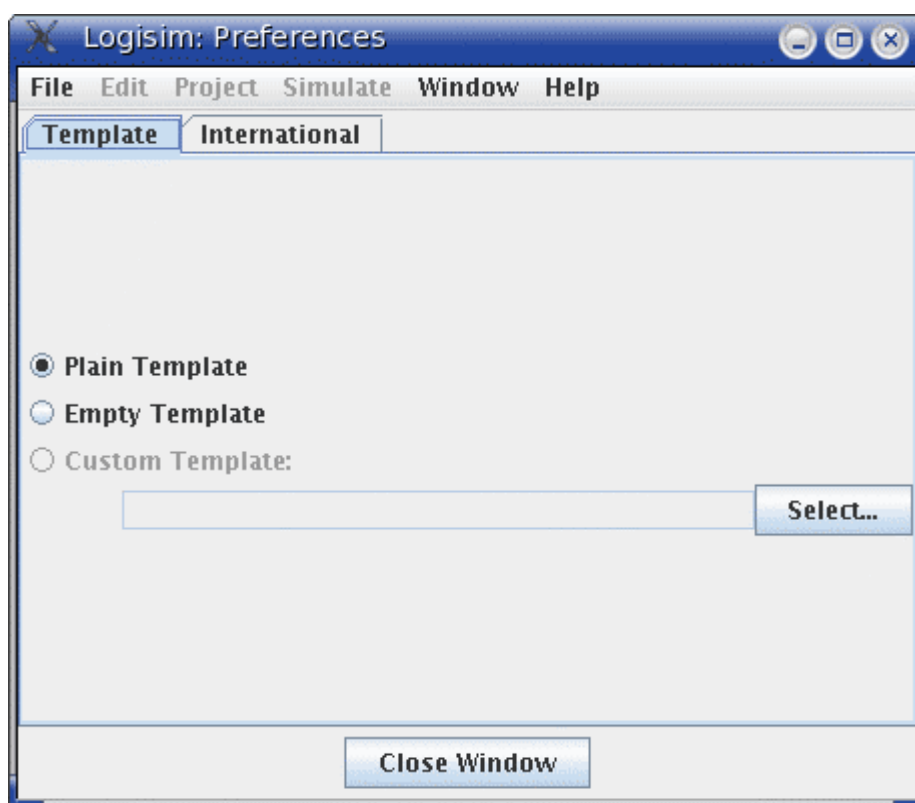 Logisim: Preferences
File Edit Project Simulate Window Help
Template International
Plain Template
Empty Template
Custom Template:
Select...
Close Window